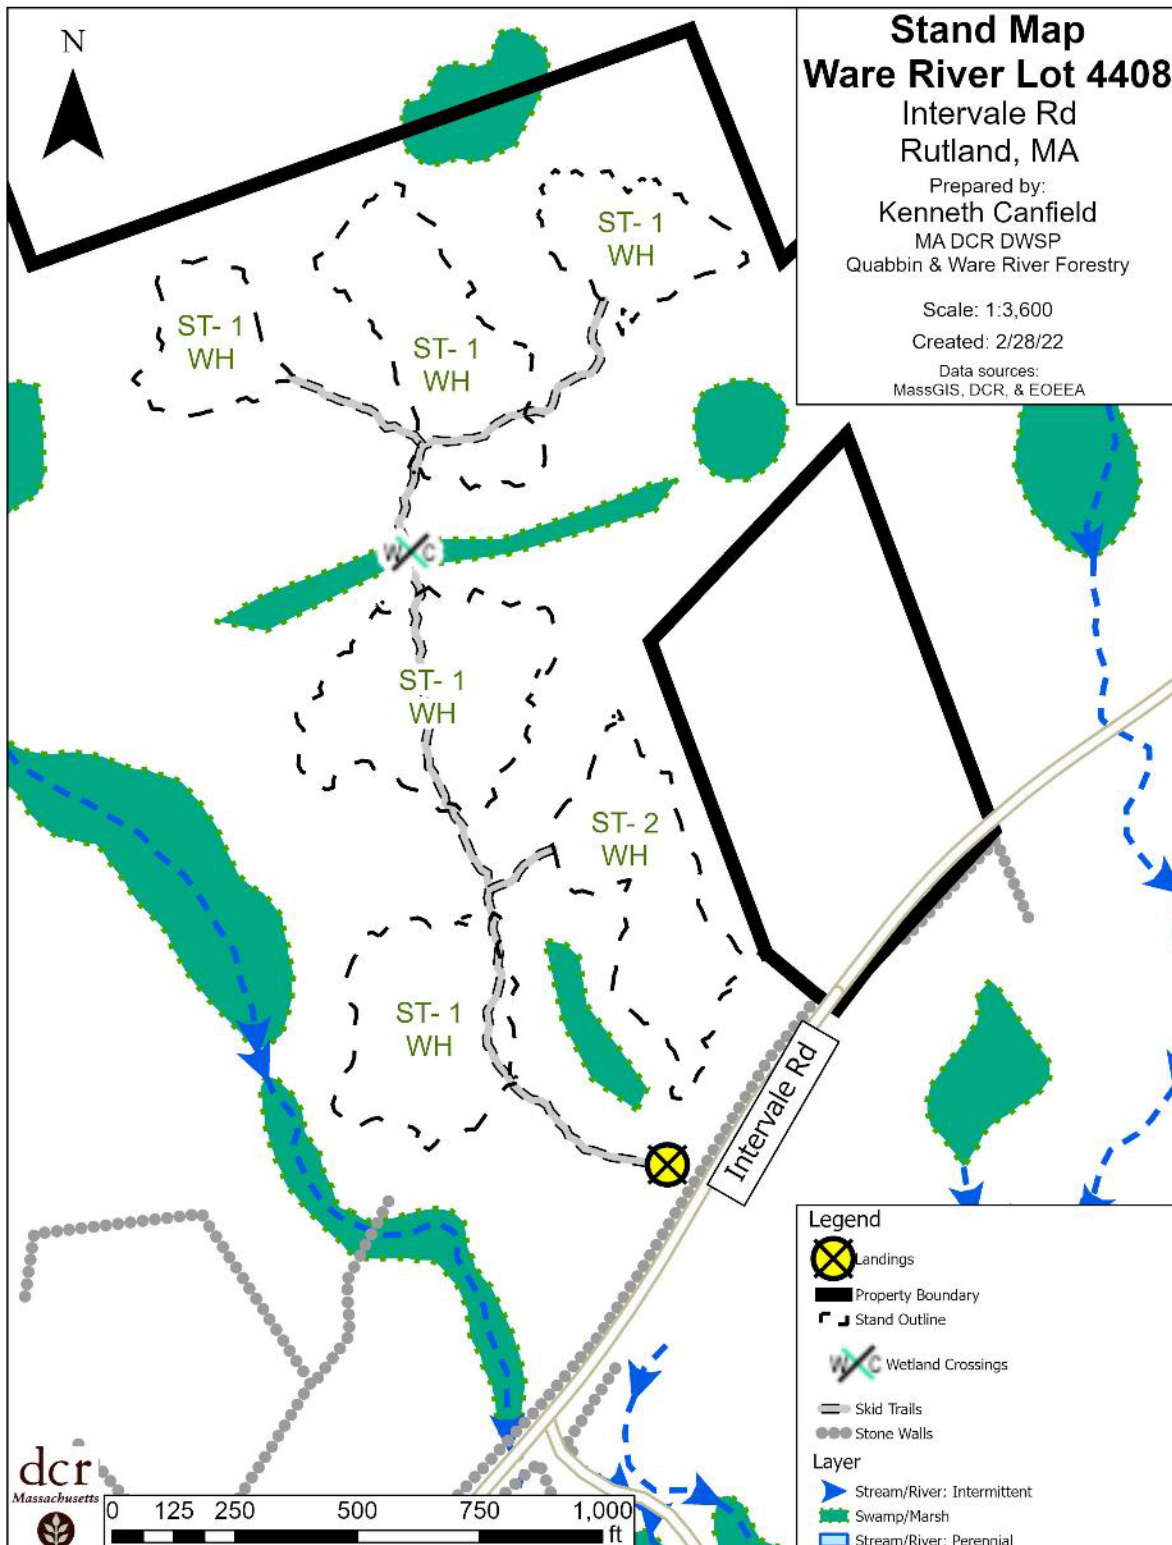 N
Stand Map
Ware River Lot 4408
Intervale Rd
Rutland, MA
Prepared by:
Kenneth Canfield
MA DCR DWSP
Quabbin & Ware River Forestry
Scale: 1:3,600
Created: 2/28/22
Data sources:
MassGIS, DCR, & EOEEA
ST- 1
WH
ST- 1
WH
ST- 1
WH
W C
ST- 1
WH
ST- 2
WH
ST- 1
WH
Intervale Rd
Legend
Landings
Property Boundary
Stand Outline
W C Wetland Crossings
Skid Trails
Stone Walls
Layer
Stream/River: Intermittent
Swamp/Marsh
Stream/River: Perennial
dcr
Massachusetts
0 125 250 500 750 1,000
ft